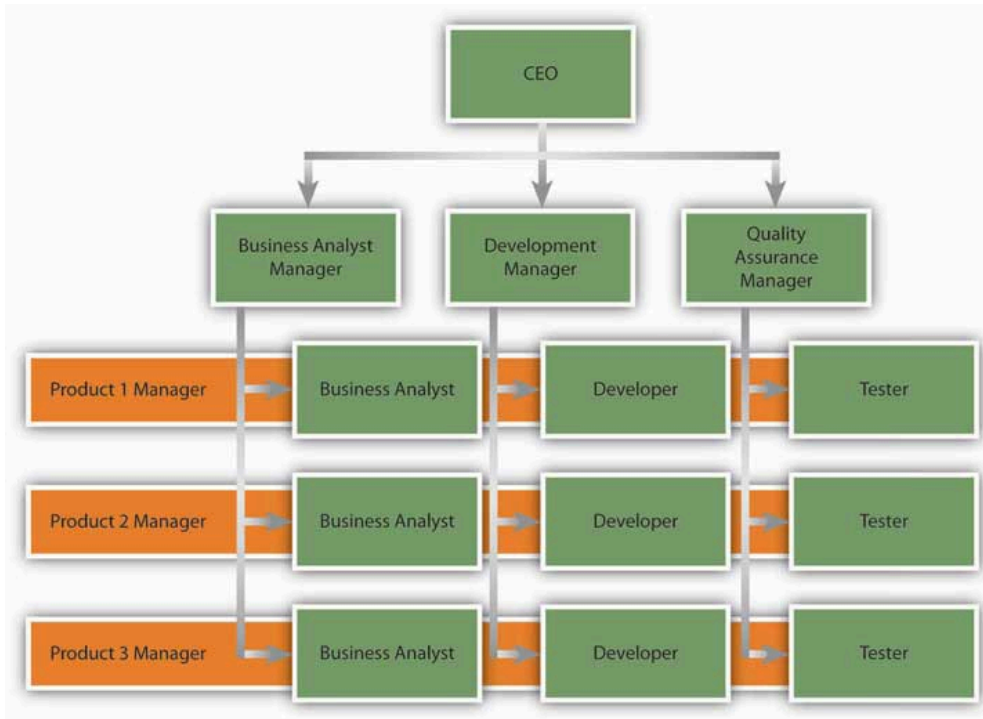 CEO
Business Analyst
Manager
Development
Manager
Quality
Assurance
Manager
Product 1 Manager
Business Analyst
Developer
Tester
Product 2 Manager
Business Analyst
Developer
Tester
Product 3 Manager
Business Analyst
Developer
Tester